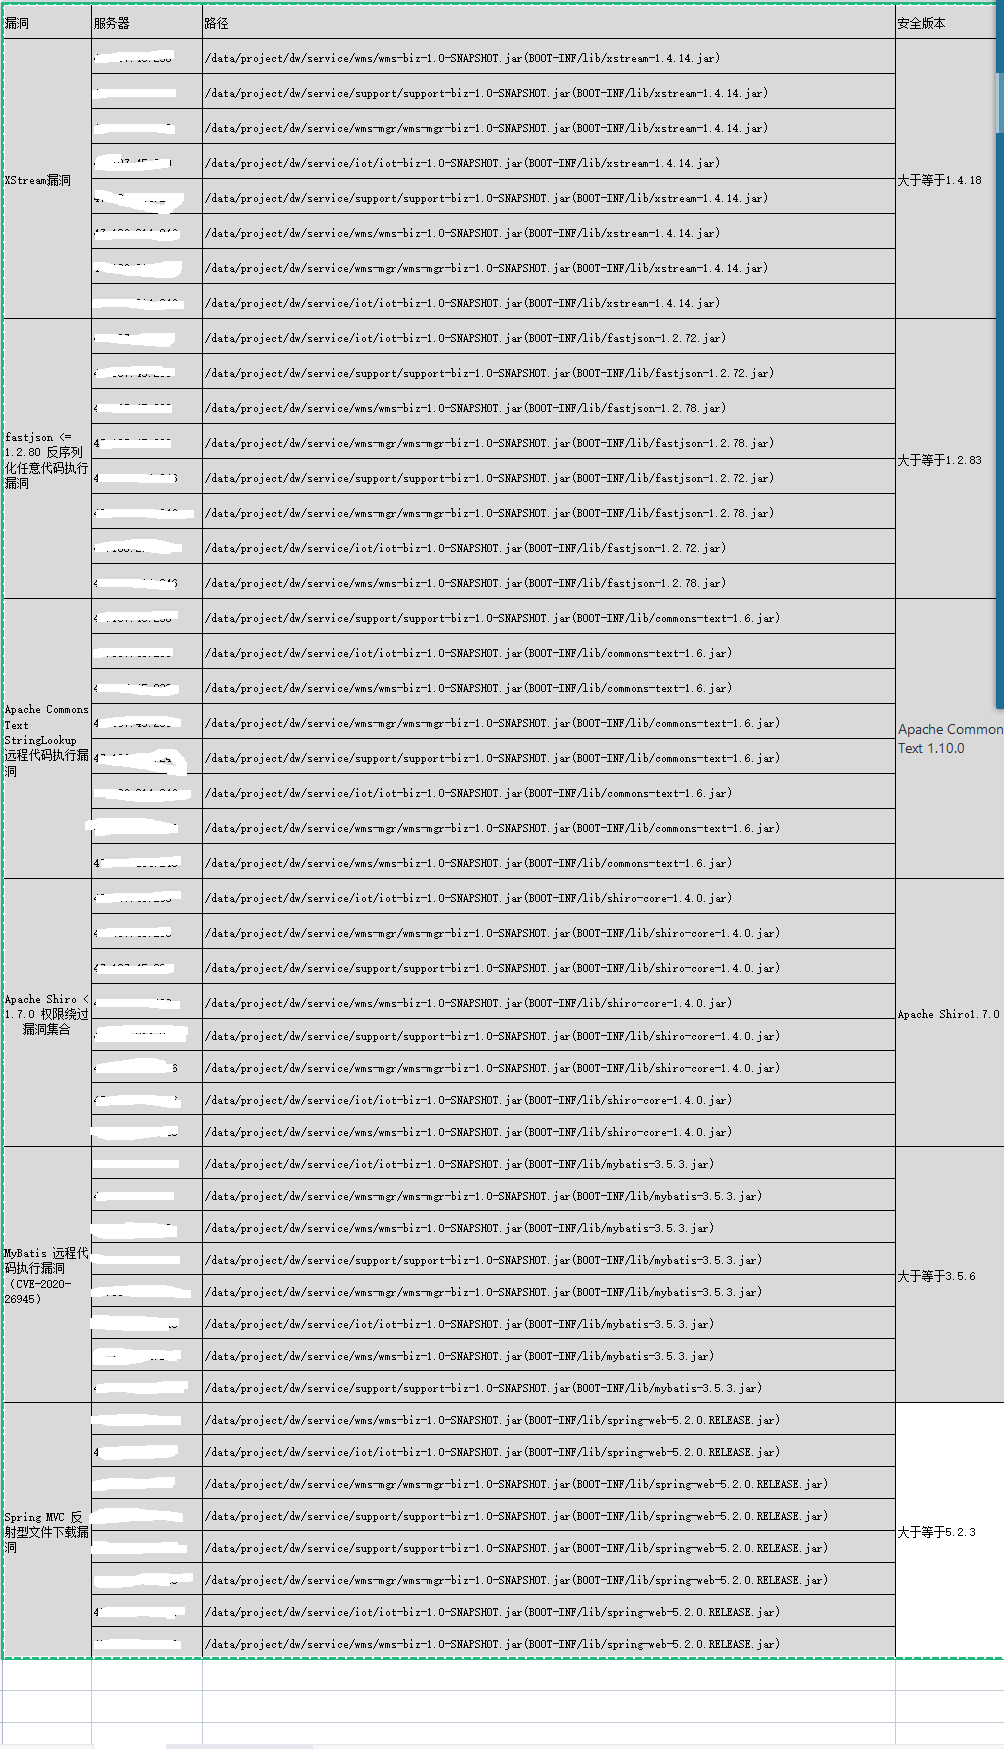 漏洞 服务器 路径 安全版本
/data/project/dw/service/wms/wms-biz-1.0-SNAPSHOT.jar(BOOT-INF/lib/xstream-1.4.14.jar)
/data/project/dw/service/support/support-biz-1.0-SNAPSHOT.jar(BOOT-INF/lib/xstream-1.4.14.jar)
/data/project/dw/service/wms-mgr/wms-mgr-biz-1.0-SNAPSHOT.jar(BOOT-INF/lib/xstream-1.4.14.jar)
/data/project/dw/service/iot/iot-biz-1.0-SNAPSHOT.jar(BOOT-INF/lib/xstream-1.4.14.jar)
XStream漏洞
大于等于1.4.18
/data/project/dw/service/support/support-biz-1.0-SNAPSHOT.jar(BOOT-INF/lib/xstream-1.4.14.jar)
/data/project/dw/service/wms/wms-biz-1.0-SNAPSHOT.jar(BOOT-INF/lib/xstream-1.4.14.jar)
/data/project/dw/service/wms-mgr/wms-mgr-biz-1.0-SNAPSHOT.jar(BOOT-INF/lib/xstream-1.4.14.jar)
/data/project/dw/service/iot/iot-biz-1.0-SNAPSHOT.jar(BOOT-INF/lib/xstream-1.4.14.jar)
/data/project/dw/service/iot/iot-biz-1.0-SNAPSHOT.jar(BOOT-INF/lib/fastjson-1.2.72.jar)
/data/project/dw/service/support/support-biz-1.0-SNAPSHOT.jar(BOOT-INF/lib/fastjson-1.2.72.jar)
/data/project/dw/service/wms/wms-biz-1.0-SNAPSHOT.jar(BOOT-INF/lib/fastjson-1.2.78.jar)
/data/project/dw/service/wms-mgr/wms-mgr-biz-1.0-SNAPSHOT.jar(BOOT-INF/lib/fastjson-1.2.78.jar)
fastjson <=
1.2.80 反序列
化任意代码执行
漏洞
大于等于1.2.83
/data/project/dw/service/support/support-biz-1.0-SNAPSHOT.jar(BOOT-INF/lib/fastjson-1.2.72.jar)
/data/project/dw/service/wms-mgr/wms-mgr-biz-1.0-SNAPSHOT.jar(BOOT-INF/lib/fastjson-1.2.78.jar)
/data/project/dw/service/iot/iot-biz-1.0-SNAPSHOT.jar(BOOT-INF/lib/fastjson-1.2.72.jar)
/data/project/dw/service/wms/wms-biz-1.0-SNAPSHOT.jar(BOOT-INF/lib/fastjson-1.2.78.jar)
/data/project/dw/service/support/support-biz-1.0-SNAPSHOT.jar(BOOT-INF/lib/commons-text-1.6.jar)
/data/project/dw/service/iot/iot-biz-1.0-SNAPSHOT.jar(BOOT-INF/lib/commons-text-1.6.jar)
/data/project/dw/service/wms/wms-biz-1.0-SNAPSHOT.jar(BOOT-INF/lib/commons-text-1.6.jar)
/data/project/dw/service/wms-mgr/wms-mgr-biz-1.0-SNAPSHOT.jar(BOOT-INF/lib/commons-text-1.6.jar)
Apache Commons
Text
StringLookup
远程代码执行漏
洞
Apache Common
Text 1.10.0
/data/project/dw/service/support/support-biz-1.0-SNAPSHOT.jar(BOOT-INF/lib/commons-text-1.6.jar)
/data/project/dw/service/iot/iot-biz-1.0-SNAPSHOT.jar(BOOT-INF/lib/commons-text-1.6.jar)
/data/project/dw/service/wms-mgr/wms-mgr-biz-1.0-SNAPSHOT.jar(BOOT-INF/lib/commons-text-1.6.jar)
/data/project/dw/service/wms/wms-biz-1.0-SNAPSHOT.jar(BOOT-INF/lib/commons-text-1.6.jar)
/data/project/dw/service/iot/iot-biz-1.0-SNAPSHOT.jar(BOOT-INF/lib/shiro-core-1.4.0.jar)
/data/project/dw/service/wms-mgr/wms-mgr-biz-1.0-SNAPSHOT.jar(BOOT-INF/lib/shiro-core-1.4.0.jar)
/data/project/dw/service/support/support-biz-1.0-SNAPSHOT.jar(BOOT-INF/lib/shiro-core-1.4.0.jar)
/data/project/dw/service/wms/wms-biz-1.0-SNAPSHOT.jar(BOOT-INF/lib/shiro-core-1.4.0.jar)
Apache Shiro <
1.7.0 权限绕过
漏洞集合
Apache Shiro1.7.0
/data/project/dw/service/support/support-biz-1.0-SNAPSHOT.jar(BOOT-INF/lib/shiro-core-1.4.0.jar)
/data/project/dw/service/wms-mgr/wms-mgr-biz-1.0-SNAPSHOT.jar(BOOT-INF/lib/shiro-core-1.4.0.jar)
/data/project/dw/service/iot/iot-biz-1.0-SNAPSHOT.jar(BOOT-INF/lib/shiro-core-1.4.0.jar)
/data/project/dw/service/wms/wms-biz-1.0-SNAPSHOT.jar(BOOT-INF/lib/shiro-core-1.4.0.jar)
/data/project/dw/service/iot/iot-biz-1.0-SNAPSHOT.jar(BOOT-INF/lib/mybatis-3.5.3.jar)
/data/project/dw/service/wms-mgr/wms-mgr-biz-1.0-SNAPSHOT.jar(BOOT-INF/lib/mybatis-3.5.3.jar)
/data/project/dw/service/wms/wms-biz-1.0-SNAPSHOT.jar(BOOT-INF/lib/mybatis-3.5.3.jar)
/data/project/dw/service/support/support-biz-1.0-SNAPSHOT.jar(BOOT-INF/lib/mybatis-3.5.3.jar)
MyBatis 远程代
码执行漏洞
（CVE-2020-
26945）
大于等于3.5.6
/data/project/dw/service/wms-mgr/wms-mgr-biz-1.0-SNAPSHOT.jar(BOOT-INF/lib/mybatis-3.5.3.jar)
/data/project/dw/service/iot/iot-biz-1.0-SNAPSHOT.jar(BOOT-INF/lib/mybatis-3.5.3.jar)
/data/project/dw/service/wms/wms-biz-1.0-SNAPSHOT.jar(BOOT-INF/lib/mybatis-3.5.3.jar)
/data/project/dw/service/support/support-biz-1.0-SNAPSHOT.jar(BOOT-INF/lib/mybatis-3.5.3.jar)
/data/project/dw/service/wms/wms-biz-1.0-SNAPSHOT.jar(BOOT-INF/lib/spring-web-5.2.0.RELEASE.jar)
/data/project/dw/service/iot/iot-biz-1.0-SNAPSHOT.jar(BOOT-INF/lib/spring-web-5.2.0.RELEASE.jar)
/data/project/dw/service/wms-mgr/wms-mgr-biz-1.0-SNAPSHOT.jar(BOOT-INF/lib/spring-web-5.2.0.RELEASE.jar)
/data/project/dw/service/support/support-biz-1.0-SNAPSHOT.jar(BOOT-INF/lib/spring-web-5.2.0.RELEASE.jar)
Spring MVC 反
射型文件下载漏
洞
大于等于5.2.3
/data/project/dw/service/support/support-biz-1.0-SNAPSHOT.jar(BOOT-INF/lib/spring-web-5.2.0.RELEASE.jar)
/data/project/dw/service/wms-mgr/wms-mgr-biz-1.0-SNAPSHOT.jar(BOOT-INF/lib/spring-web-5.2.0.RELEASE.jar)
/data/project/dw/service/iot/iot-biz-1.0-SNAPSHOT.jar(BOOT-INF/lib/spring-web-5.2.0.RELEASE.jar)
/data/project/dw/service/wms/wms-biz-1.0-SNAPSHOT.jar(BOOT-INF/lib/spring-web-5.2.0.RELEASE.jar)